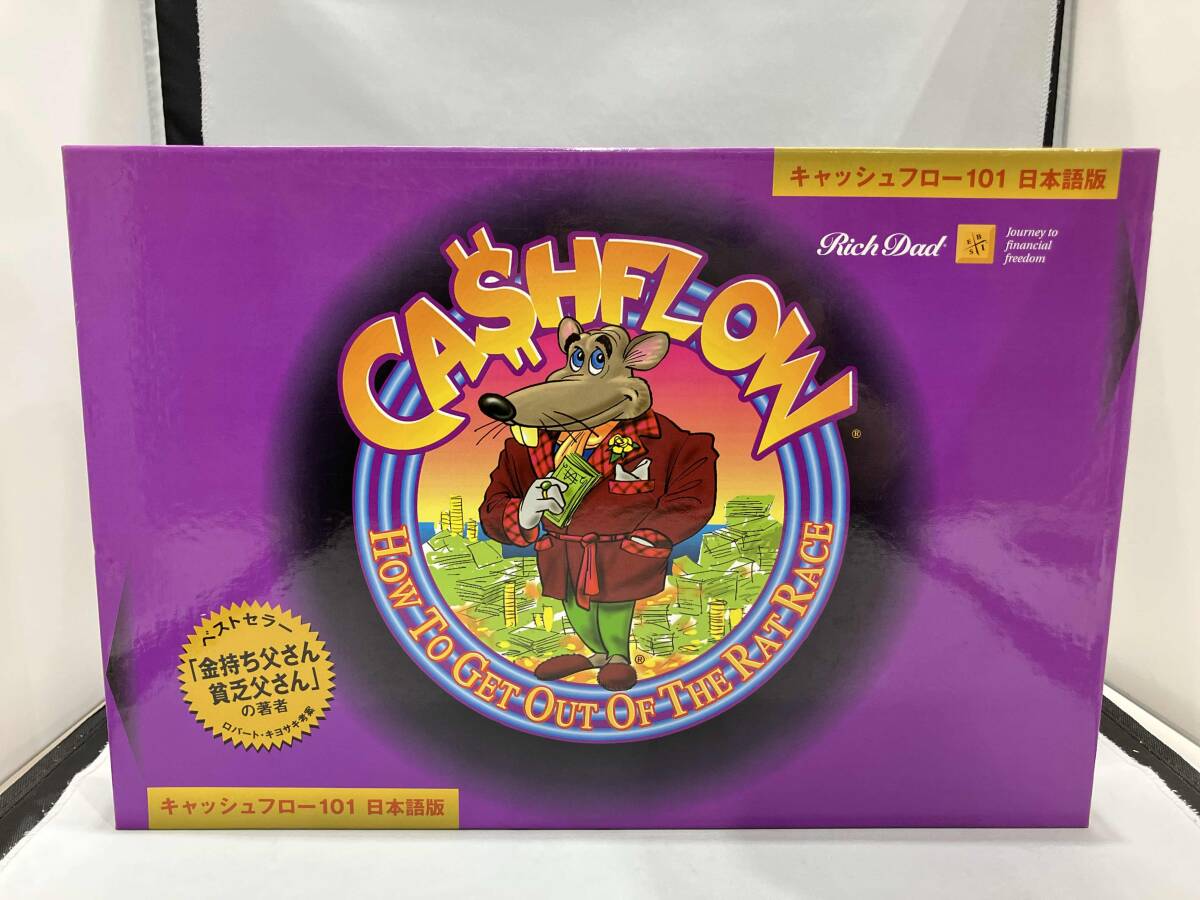 キャッシュフロー101 日本語版
Rich Dad®
E B
S I
Journey to
financial
freedom
CA$HFLOW
®
HOW TO GET OUT OF THE RAT RACE
®
ベストセラー
「金持ち父さん
貧乏父さん」
の著者
ロバート・キヨサキ考案
キャッシュフロー101 日本語版